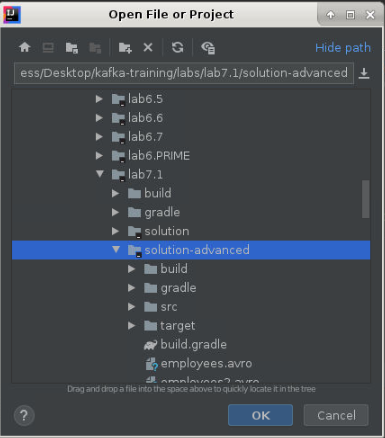 Open File or Project
Hide path
ess/Desktop/kafka-training/labs/lab7.1/solution-advanced
lab6.5
lab6.6
lab6.7
lab6.PRIME
lab7.1
build
gradle
solution
solution-advanced
build
gradle
src
target
build.gradle
employees.avro
employees2.avro
Drag and drop a file into the space above to quickly locate it in the tree
?
OK
Cancel